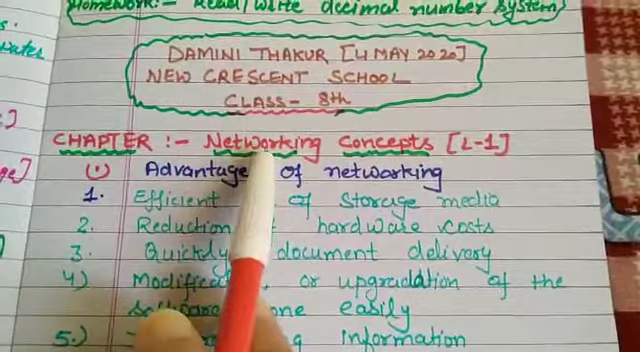 Homework:- Read/Write decimal number system
DAMINI THAKUR [4 MAY 2020]
NEW CRESCENT SCHOOL
CLASS- 8th
CHAPTER :- Networking Concepts [L-1]
(1) Advantage of networking
1. Efficient of Storage media
2. Reduction hardware costs
3. Quickly document delivery
4) or upgradation of the
easily
5.) information